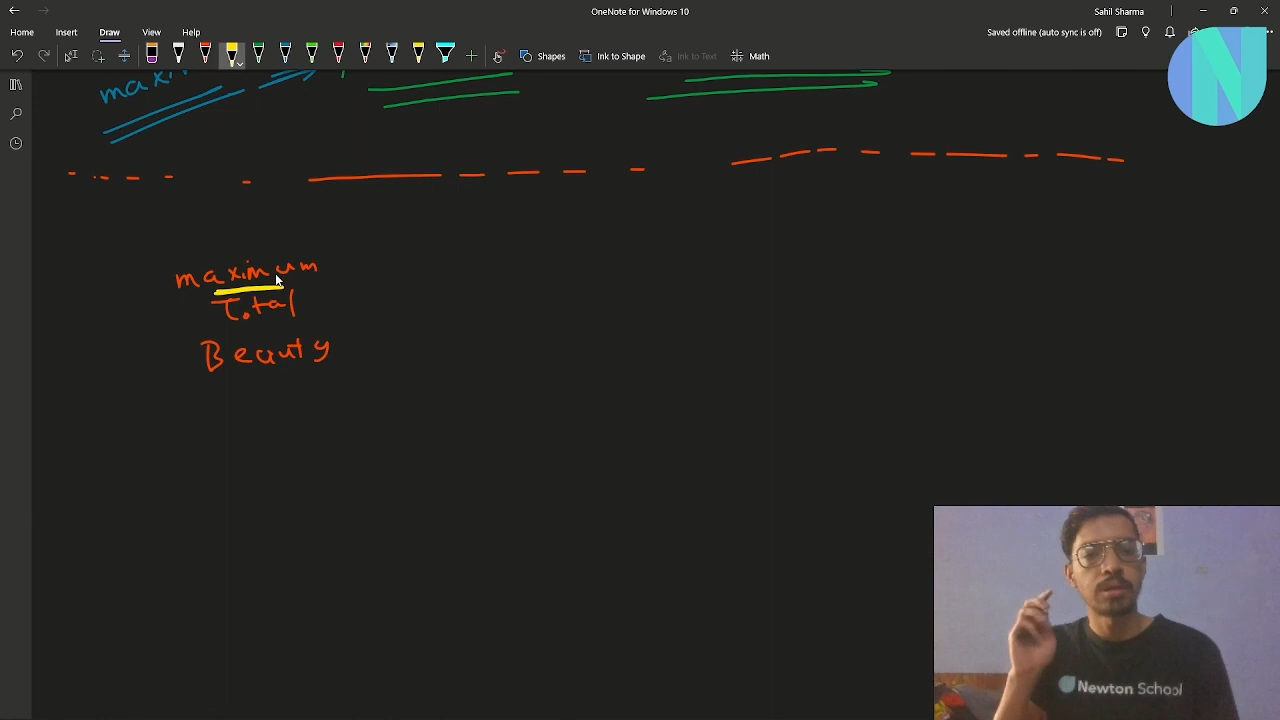 OneNote for Windows 10
Sahil Sharma
Home Insert Draw View Help
Saved offline (auto sync is off)
Shapes Ink to Shape Ink to Text Math
maximum
Total
Beauty
N
Newton School